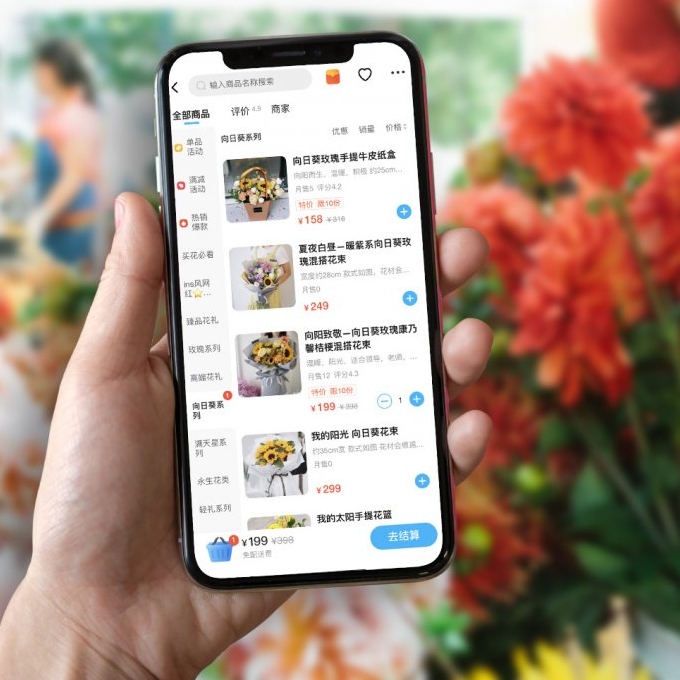 输入商品名称搜索
全部商品 评价 4.9 商家
单品
活动
满减
活动
热销
爆款
买花必看
ins风网
红⭐...
臻品花礼
玫瑰系列
高端花礼
1
向日葵系
列
满天星系
列
永生花类
轻礼系列
向日葵系列 优惠 销量 价格
向日葵玫瑰手提牛皮纸盒
向阳而生，温暖，积极 约25cm...
月售5 评分4.2
特价 限10份
¥158 ¥316
夏夜白昼－暖紫系向日葵玫
瑰混搭花束
宽度约28cm 款式如图，花材会...
月售0
¥249
向阳致敬－向日葵玫瑰康乃
馨桔梗混搭花束
温暖、阳光、适合领导，老师，...
月售12 评分4.3
特价 限10份
¥199 ¥398 1
我的阳光 向日葵花束
约36cm宽 款式如图 花材会根据...
月售0
¥299
我的太阳手提花篮
1
¥199 ¥398
免配送费
去结算